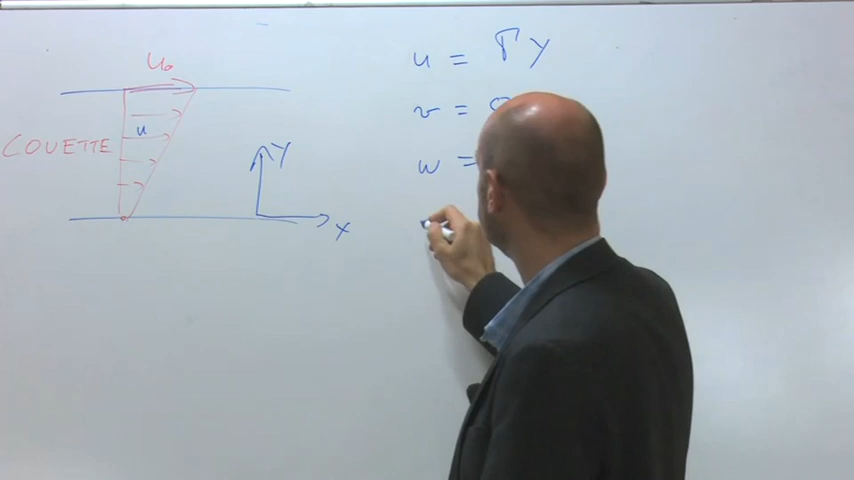 u₀
COUETTE
u
Y
x
u = Γy
v =
w =